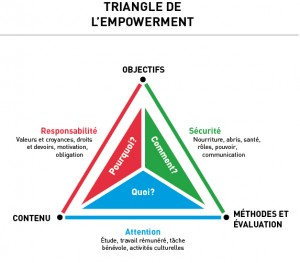 TRIANGLE DE
L'EMPOWERMENT
OBJECTIFS
Responsabilité
Valeurs et croyances, droits
et devoirs, motivation,
obligation
Sécurité
Nourriture, abris, santé,
rôles, pouvoir,
communication
Pourquoi?
Comment?
Quoi?
CONTENU
MÉTHODES ET
ÉVALUATION
Attention
Étude, travail rémunéré, tâche
bénévole, activités culturelles